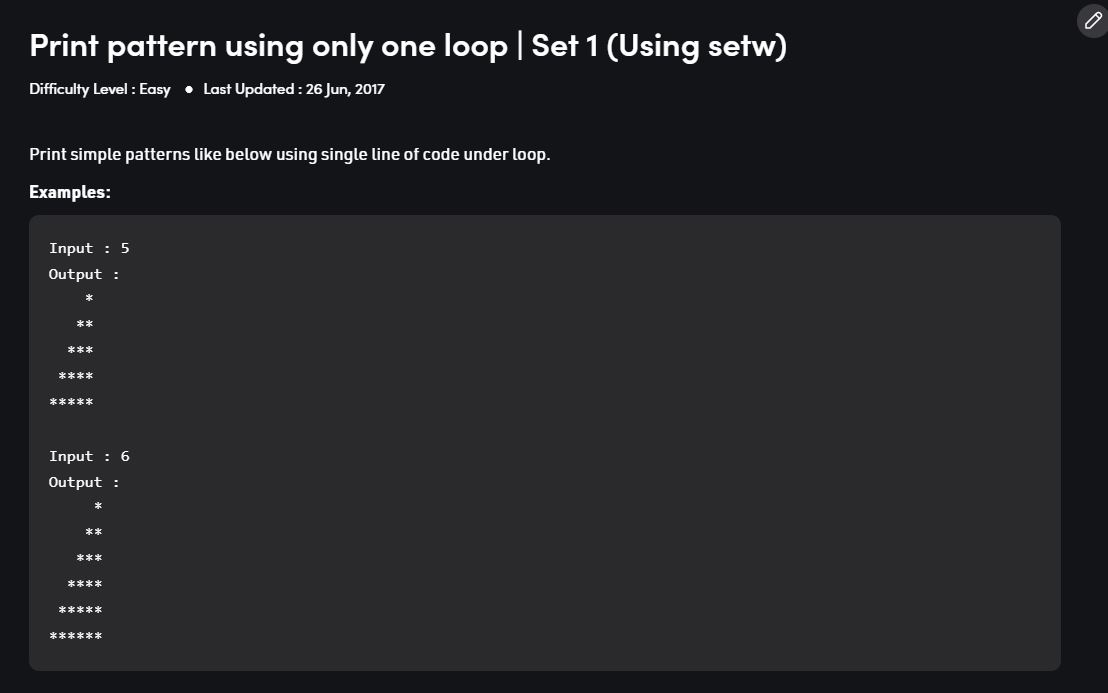 Print pattern using only one loop | Set 1 (Using setw)
Difficulty Level : Easy ● Last Updated : 26 Jun, 2017
Print simple patterns like below using single line of code under loop.
Examples:
Input : 5
Output :
    *
   **
  ***
 ****
*****
Input : 6
Output :
     *
    **
   ***
  ****
 *****
******